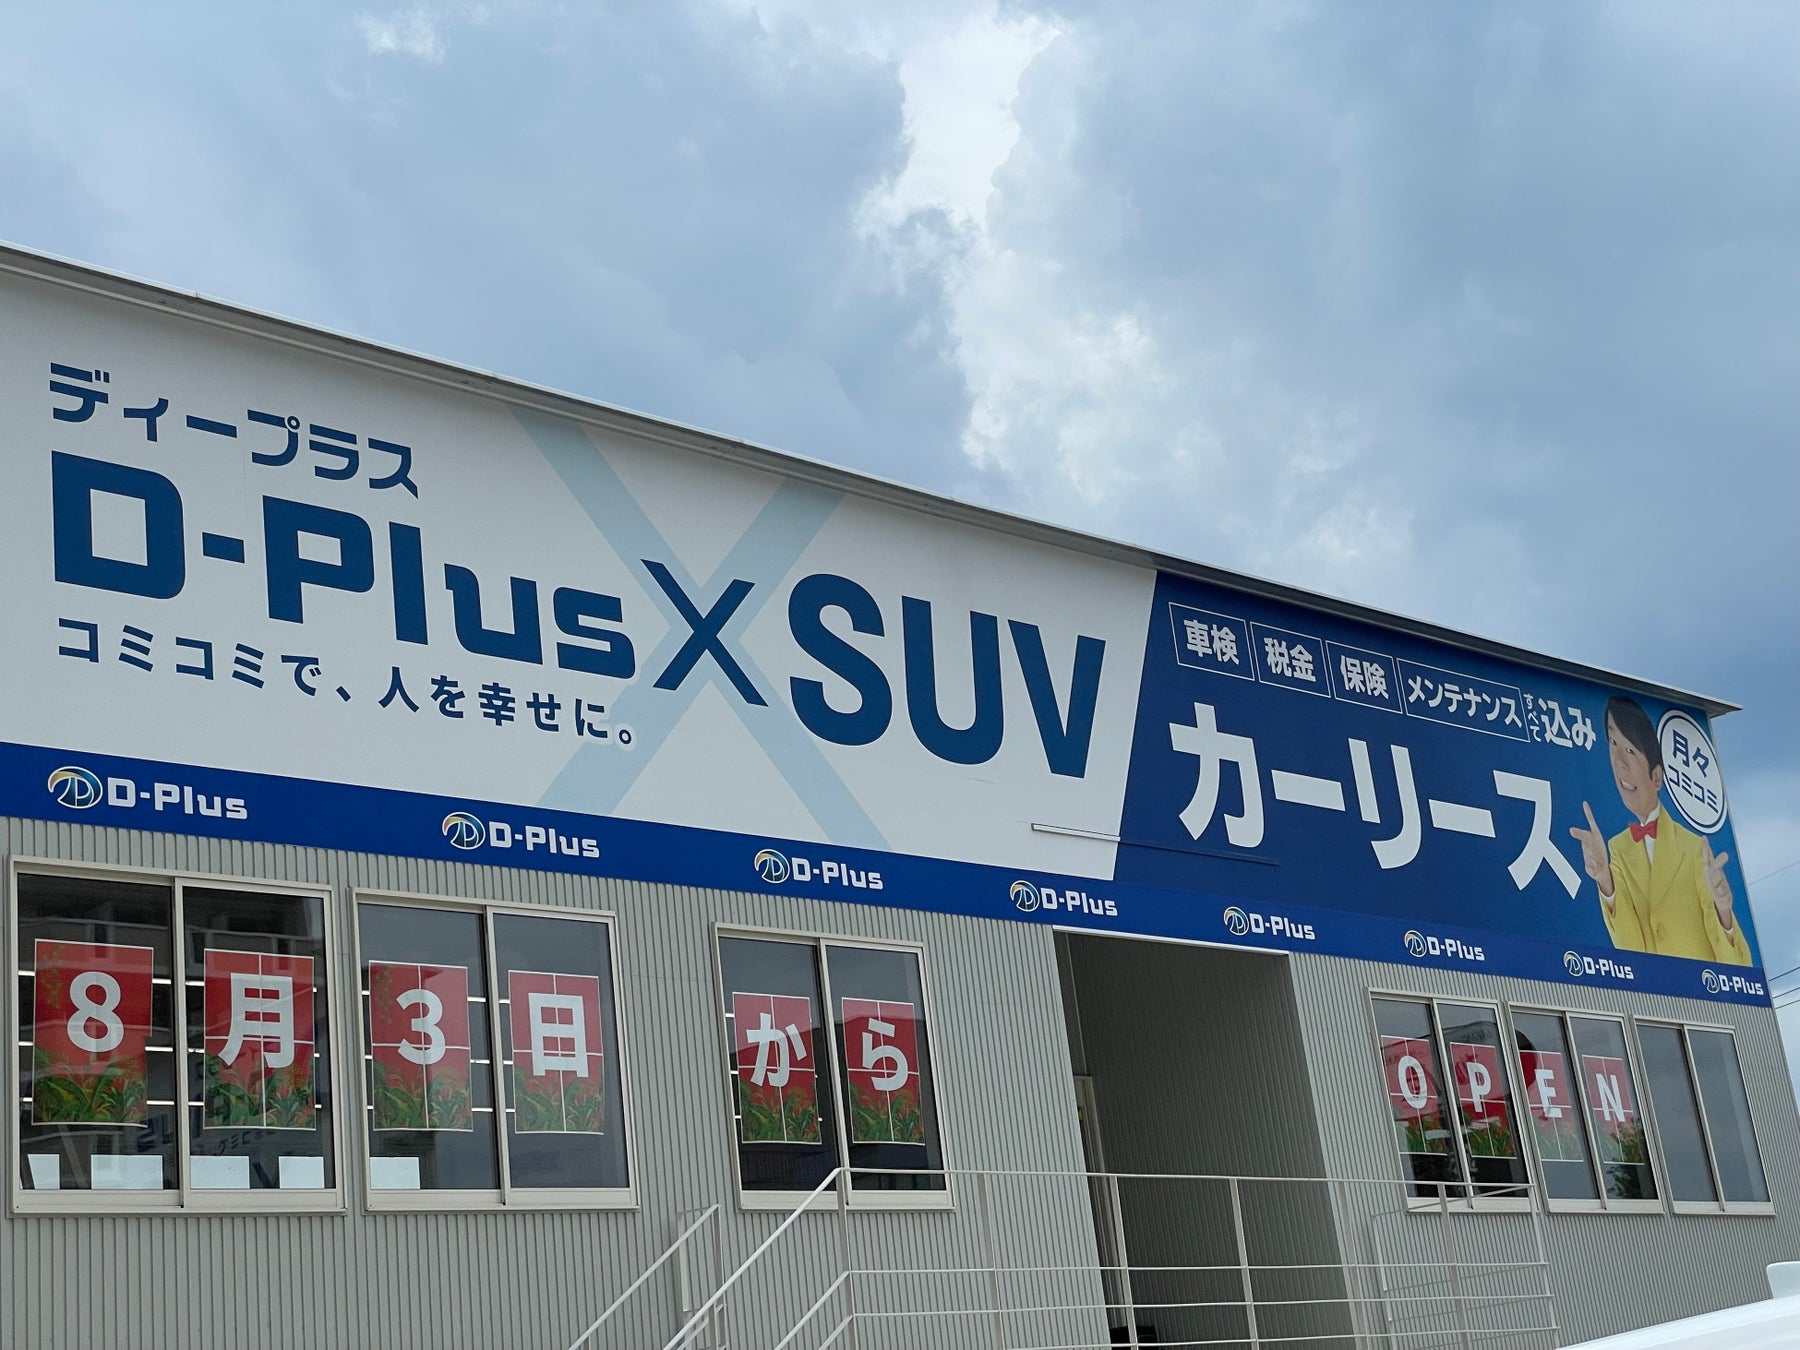 ディープラス
D-Plus×SUV
コミコミで、人を幸せに。
車検 税金 保険 メンテナンス すべて込み
カーリース
月々
コミコミ
D-Plus D-Plus D-Plus D-Plus D-Plus D-Plus D-Plus D-Plus
8月3日から OPEN